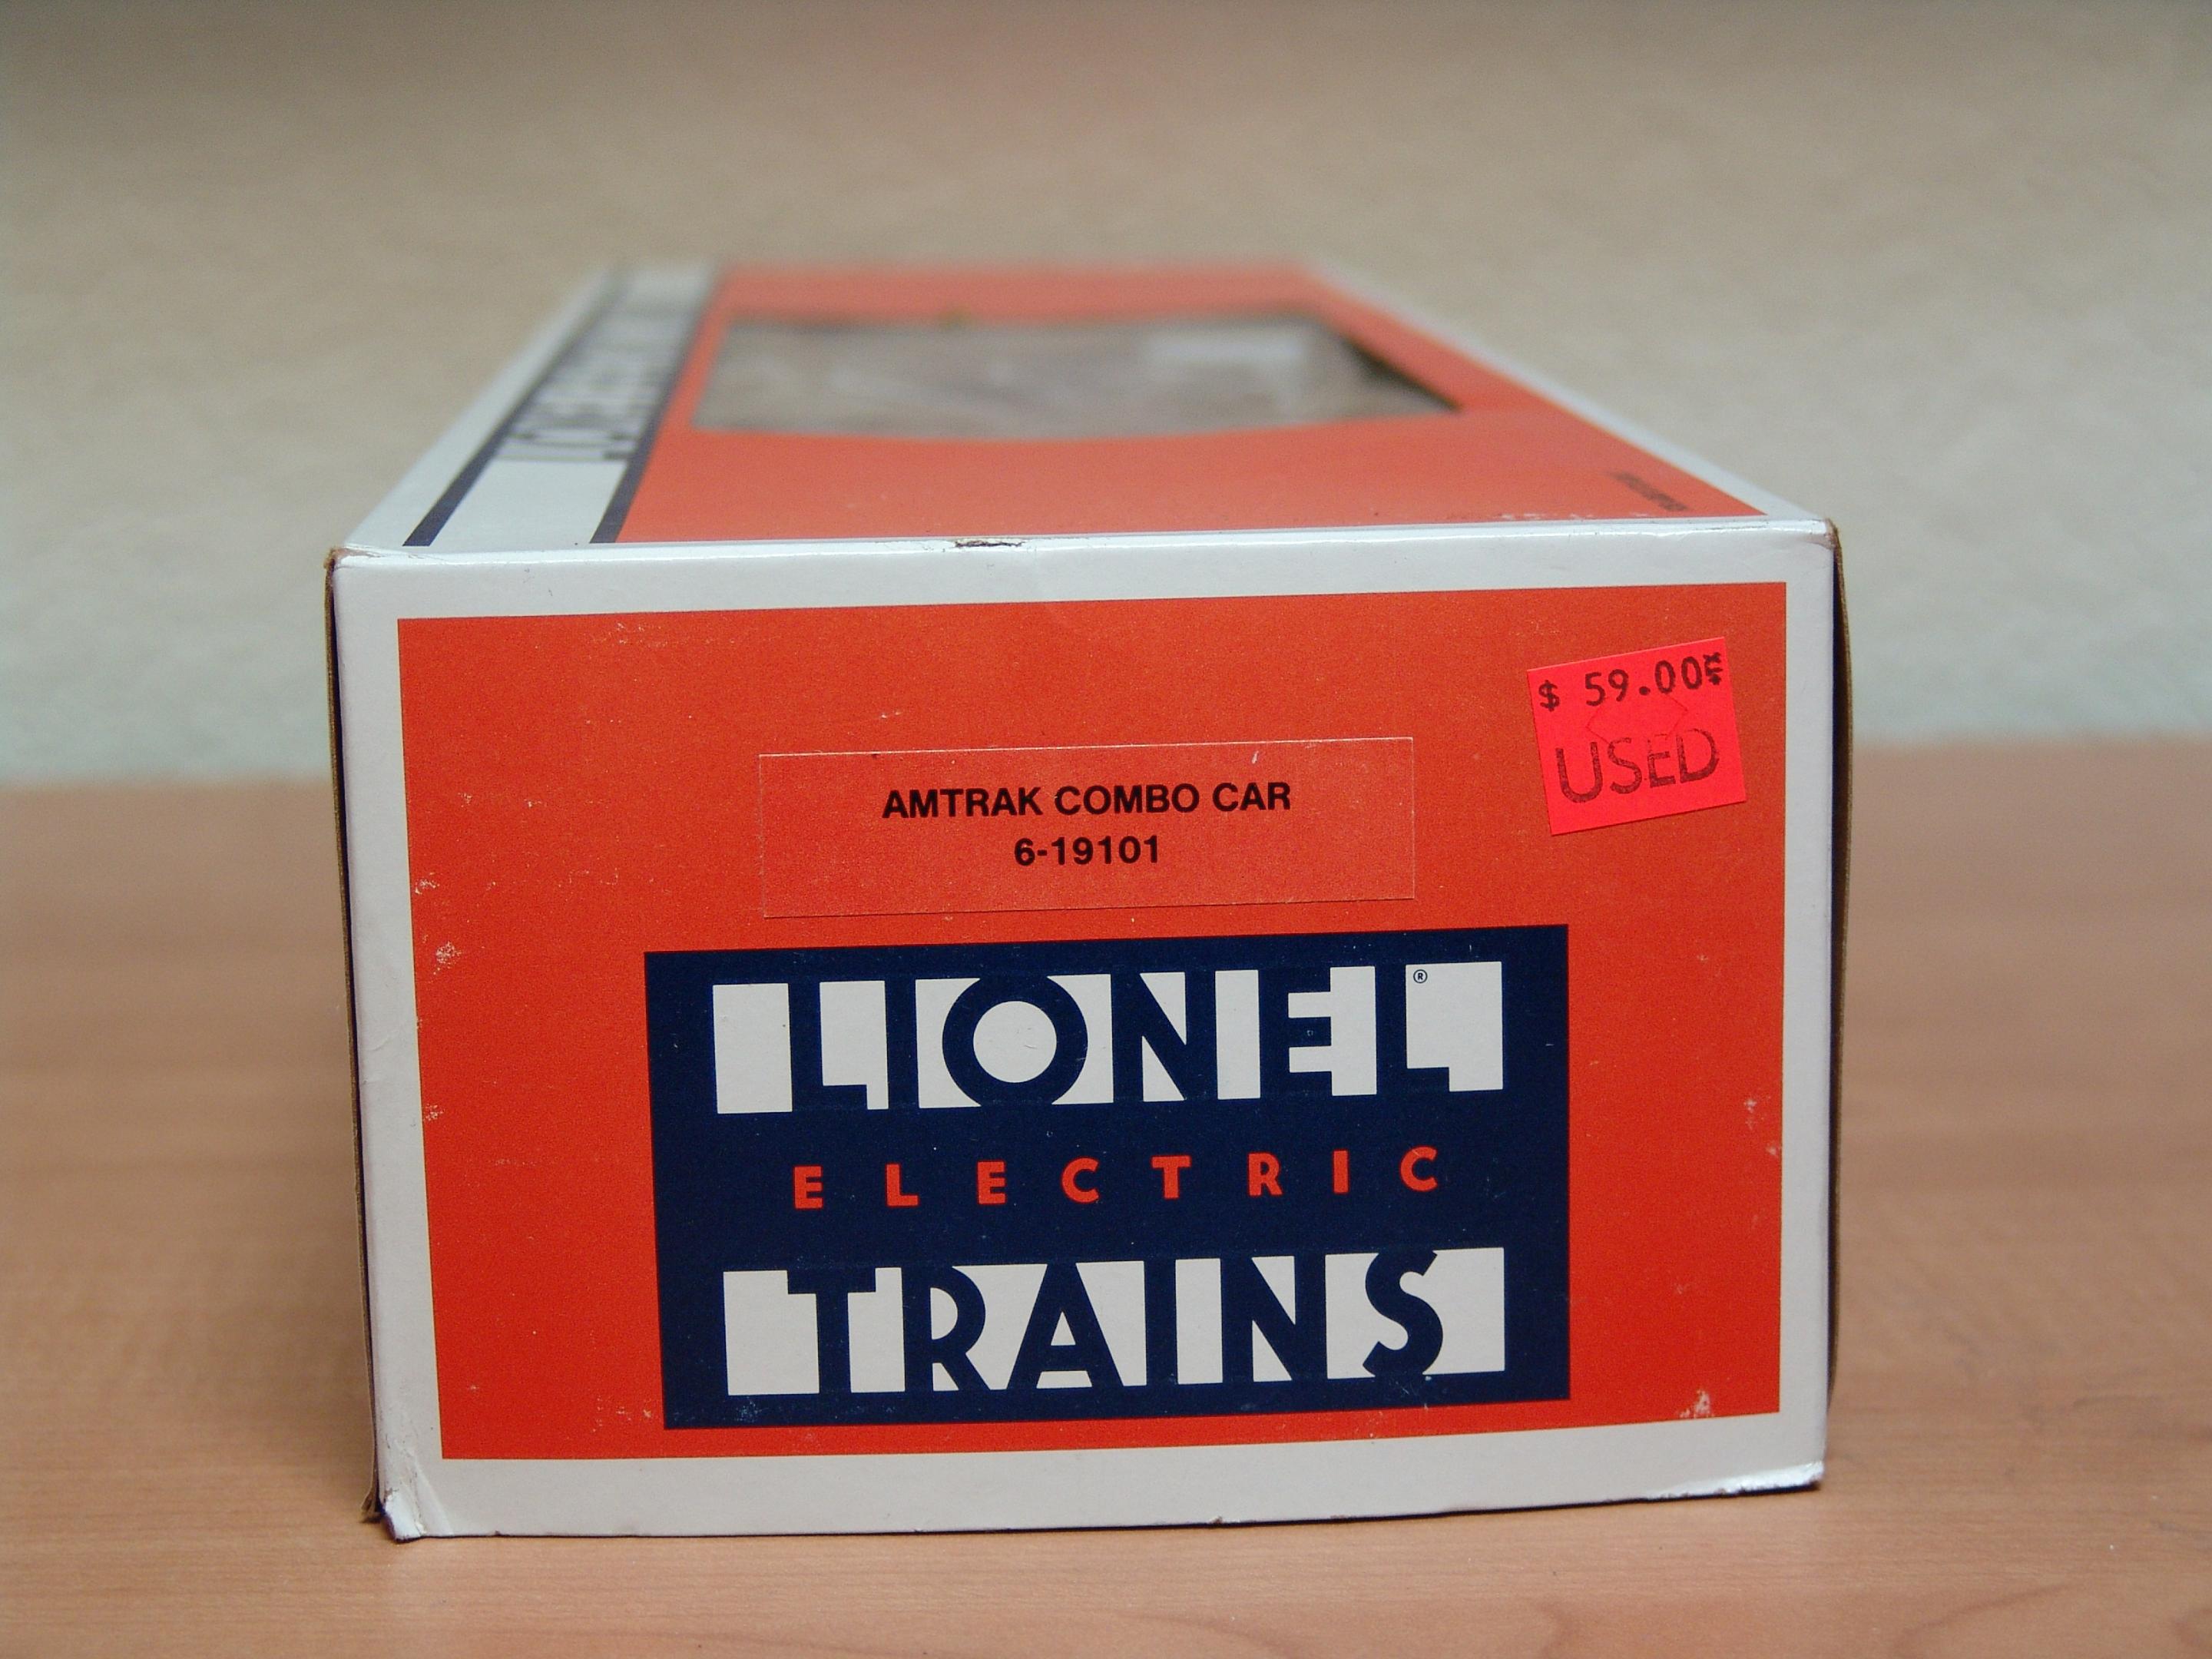 $ 59.00
USED
AMTRAK COMBO CAR
6-19101
LIONEL®
ELECTRIC
TRAINS